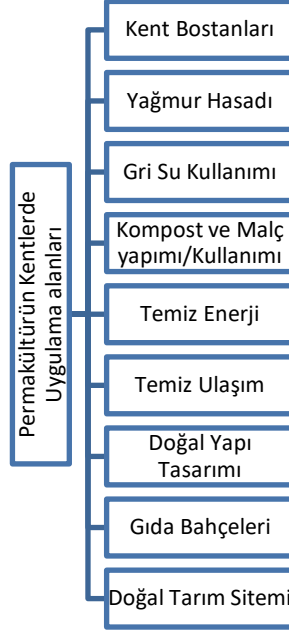 Permakültürün Kentlerde
Uygulama alanları
Kent Bostanları
Yağmur Hasadı
Gri Su Kullanımı
Kompost ve Malç
yapımı/Kullanımı
Temiz Enerji
Temiz Ulaşım
Doğal Yapı
Tasarımı
Gıda Bahçeleri
Doğal Tarım Sitemi